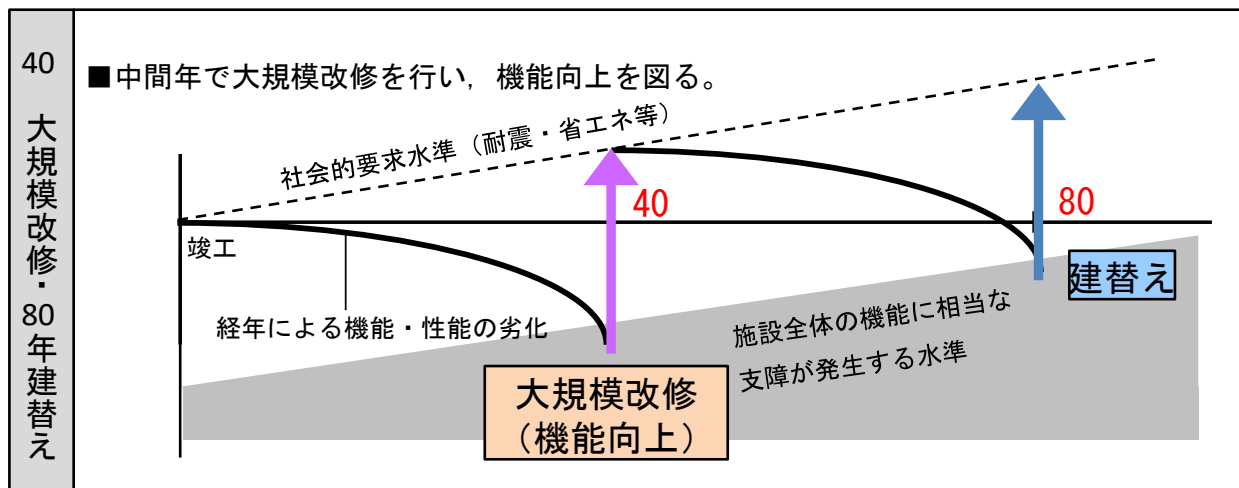 40
大規模改修・80年建替え
■中間年で大規模改修を行い，機能向上を図る。
社会的要求水準（耐震・省エネ等）
40
80
竣工
建替え
経年による機能・性能の劣化
施設全体の機能に相当な
支障が発生する水準
大規模改修
（機能向上）